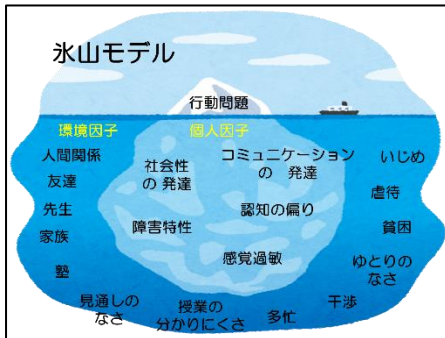 氷山モデル
行動問題
環境因子
個人因子
人間関係
友達
先生
家族
塾
社会性
の 発達
コミュニケーション
の 発達
障害特性
認知の偏り
感覚過敏
いじめ
虐待
貧困
ゆとりの
なさ
見通しの
なさ
授業の
分かりにくさ
多忙
干渉